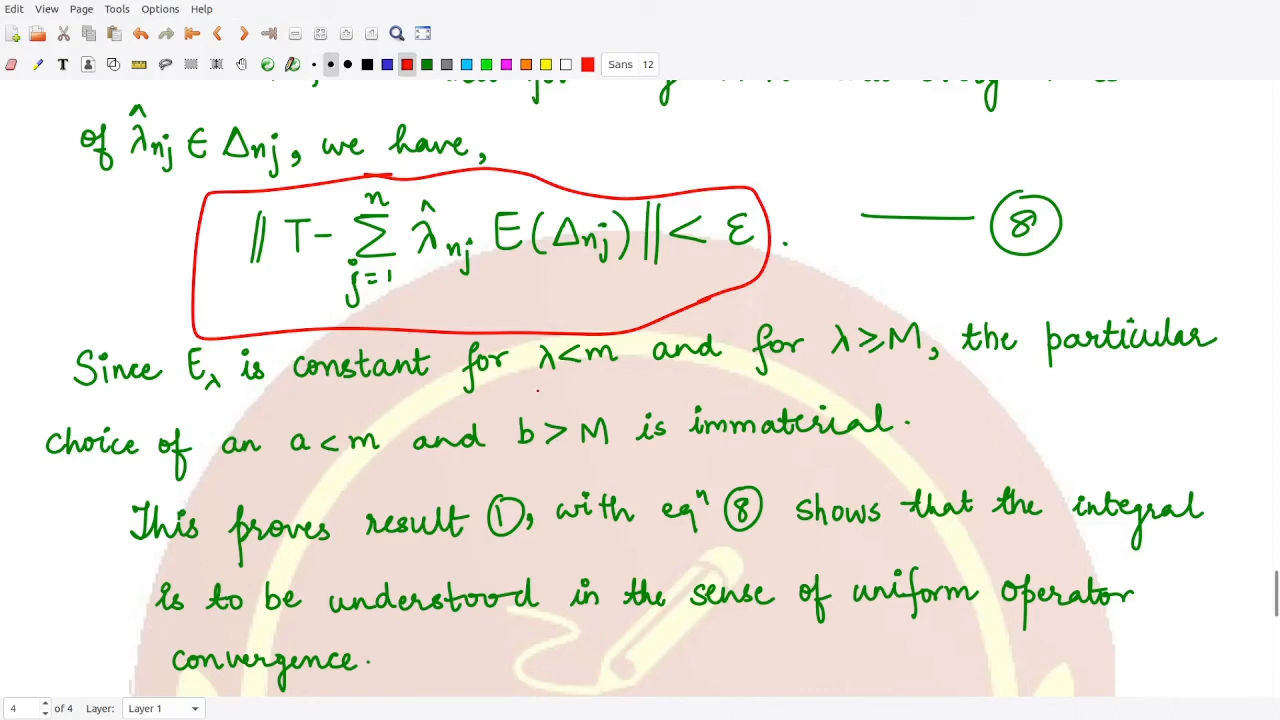 Edit View Page Tools Options Help
Sans 12
of λ̂nj ∈ Δnj, we have,
‖ T - Σ_{j=1}^{n} λ̂nj E(Δnj) ‖ < ε. —— ⑧
Since Eλ is constant for λ<m and for λ≥M, the particular
choice of an a<m and b>M is immaterial.
This proves result ①, with eqⁿ ⑧ shows that the integral
is to be understood in the sense of uniform operator
convergence.
4 of 4 Layer: Layer 1